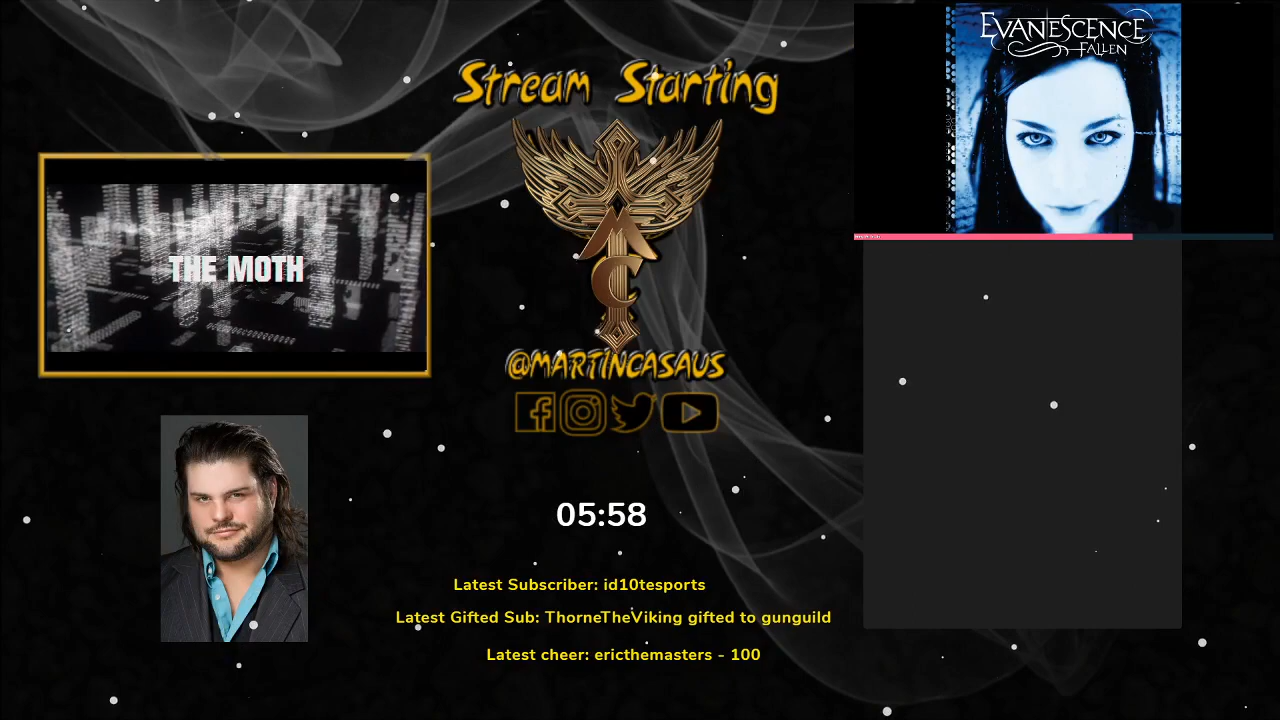 Stream Starting
EVANESCENCE
FALLEN
THE MOTH
MC
@MARTINCASAUS
05:58
Latest Subscriber: id10tesports
Latest Gifted Sub: ThorneTheViking gifted to gunguild
Latest cheer: ericthemasters - 100